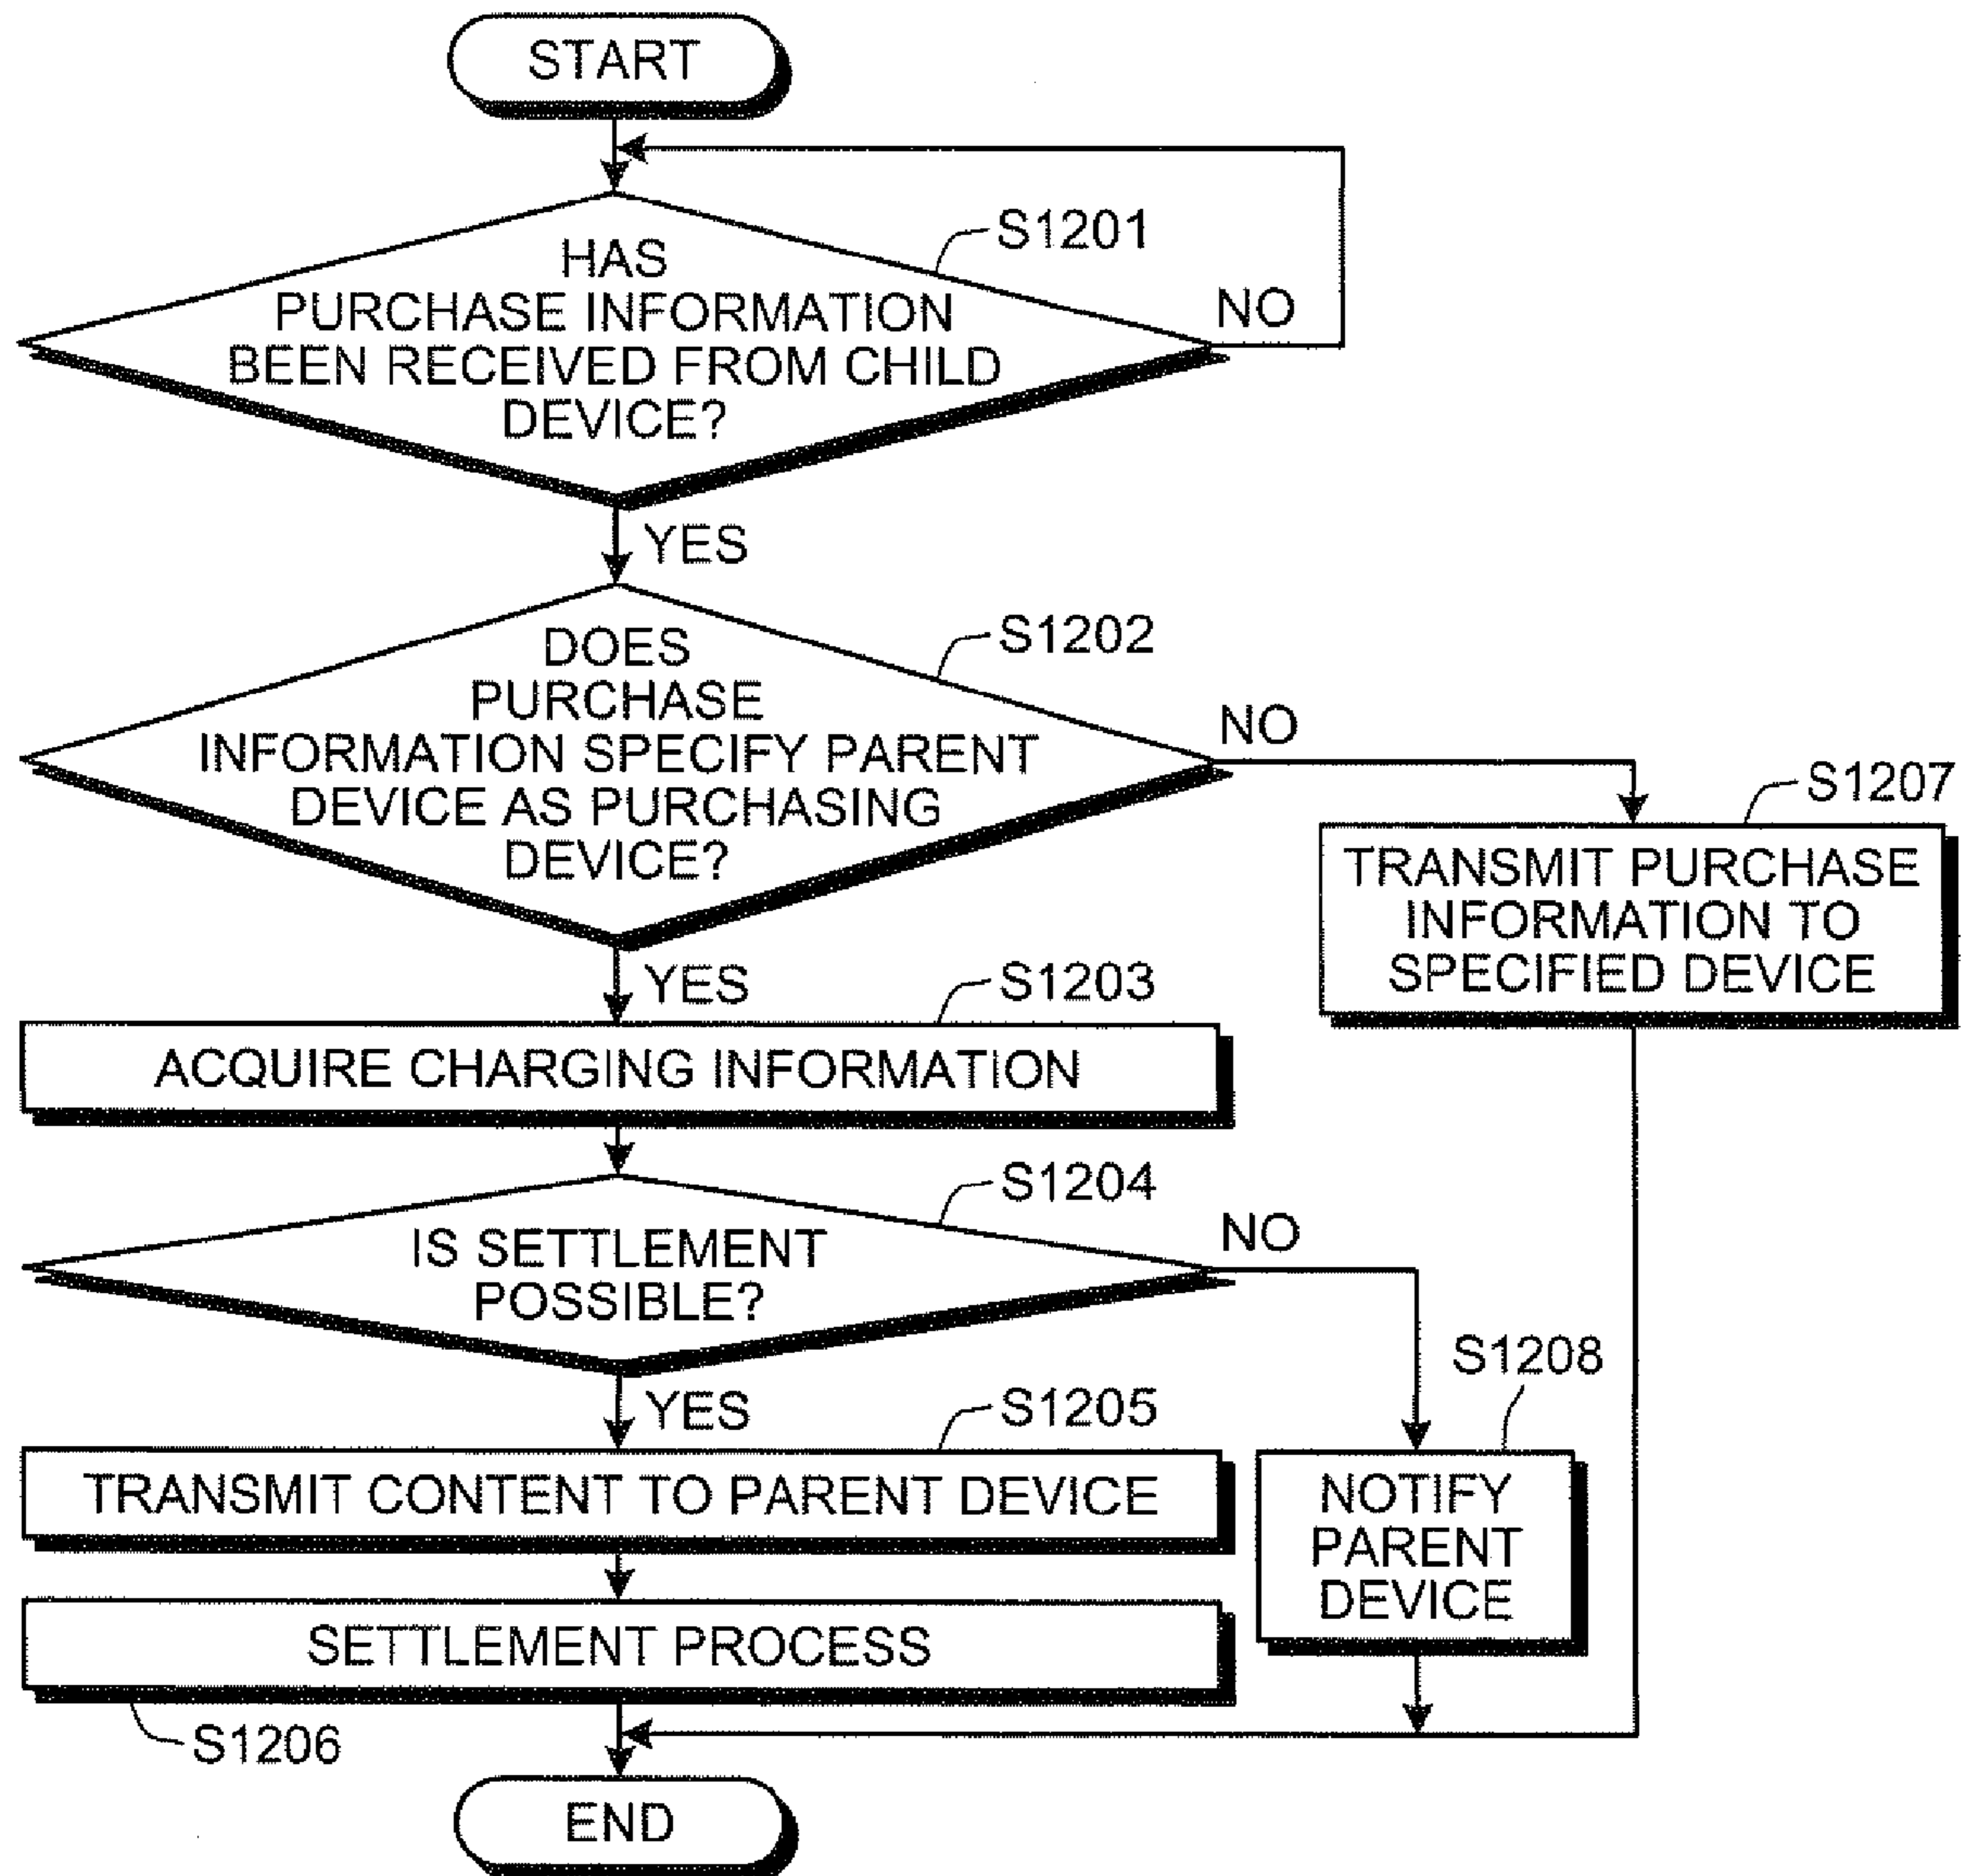 START
S1201
HAS
PURCHASE INFORMATION
BEEN RECEIVED FROM CHILD
DEVICE?
NO
YES
S1202
DOES
PURCHASE
INFORMATION SPECIFY PARENT
DEVICE AS PURCHASING
DEVICE?
NO
S1207
TRANSMIT PURCHASE
INFORMATION TO
SPECIFIED DEVICE
YES
S1203
ACQUIRE CHARGING INFORMATION
S1204
IS SETTLEMENT
POSSIBLE?
NO
YES
S1205
TRANSMIT CONTENT TO PARENT DEVICE
S1208
NOTIFY
PARENT
DEVICE
SETTLEMENT PROCESS
S1206
END